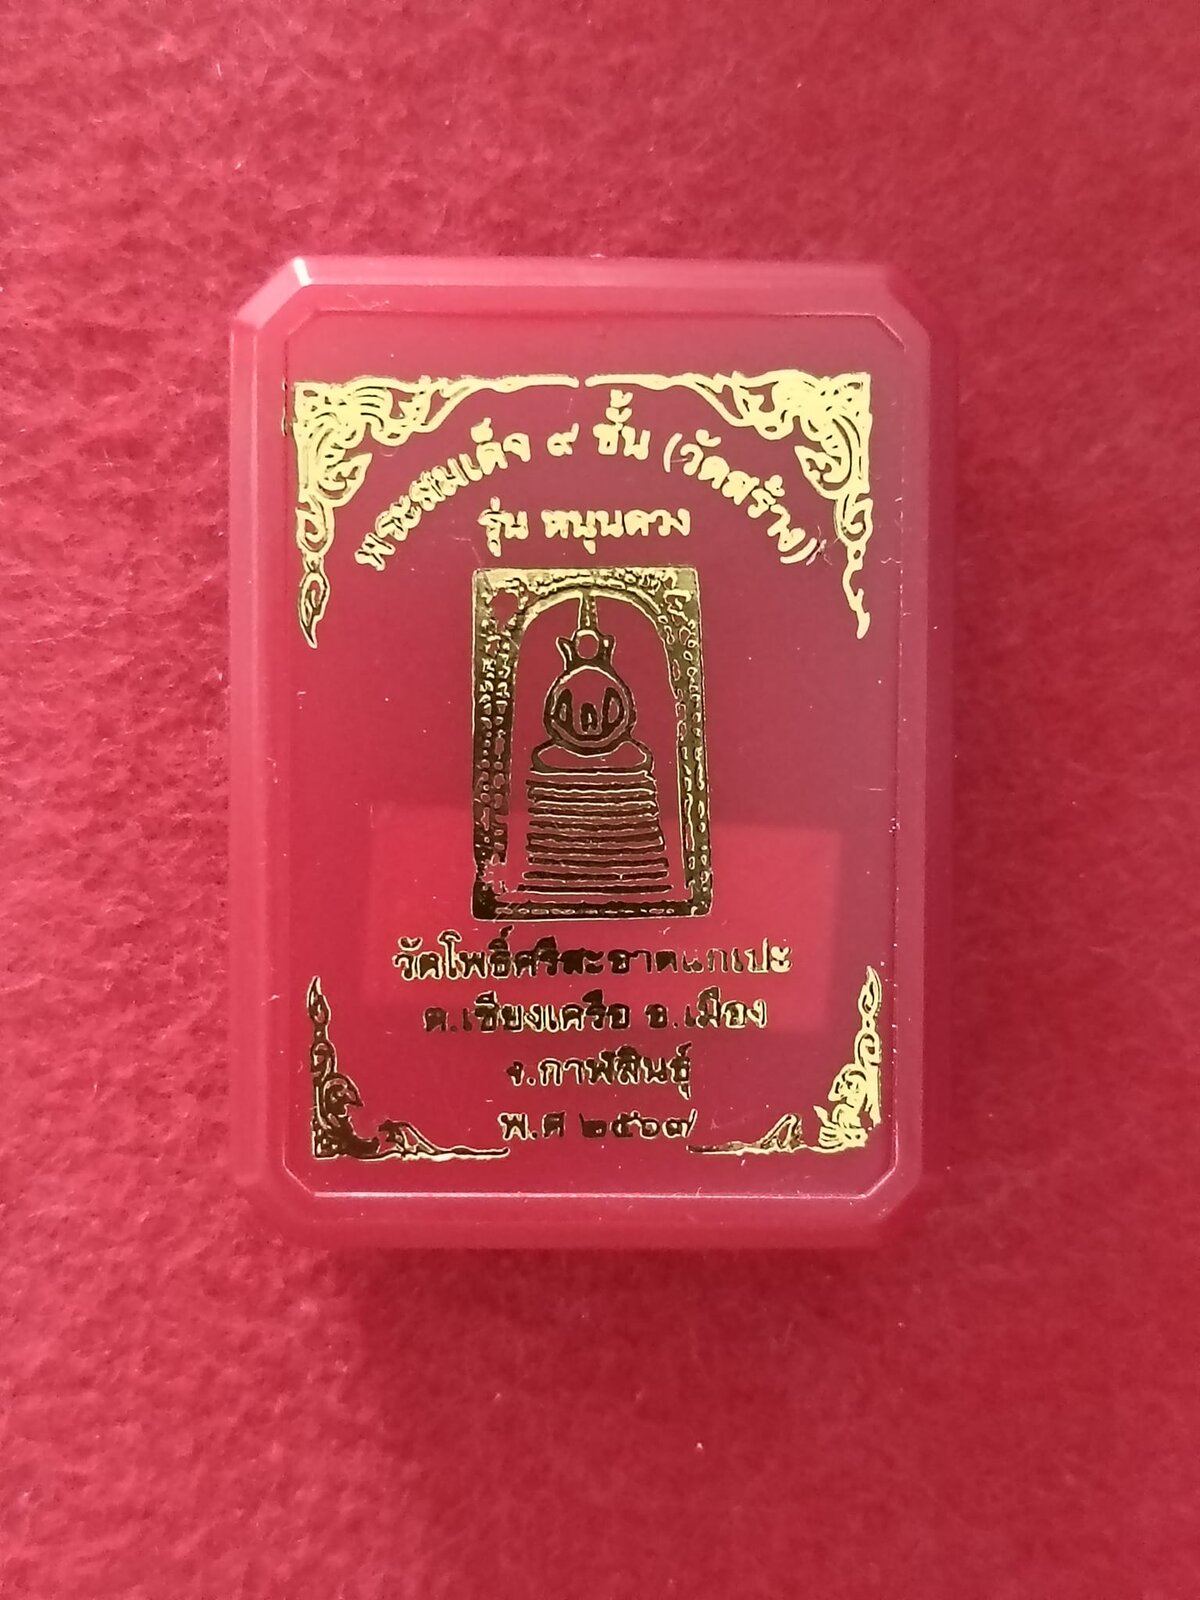 พระสมเด็จ ๙ ชั้น (วัดสร้าง)
รุ่น หนุนดวง
วัดโพธิ์ศรีสะอาดแกเปะ
ต.เชียงเครือ อ.เมือง
จ.กาฬสินธุ์
พ.ศ ๒๕๖๗